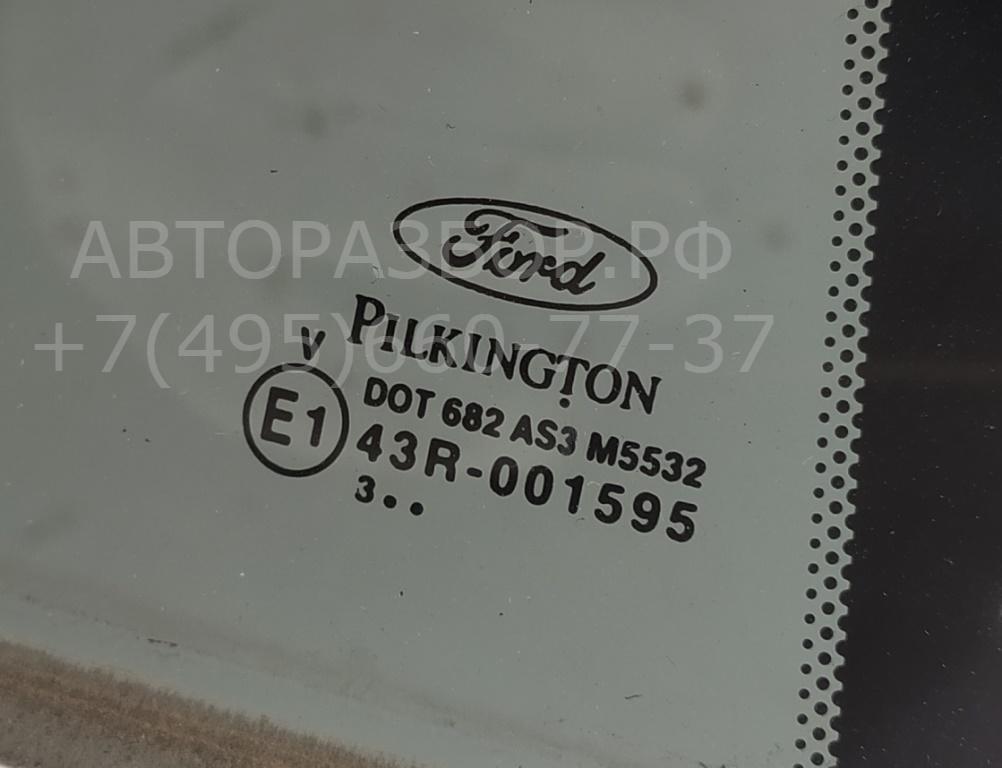 Ford
АВТОРАЗБОР.РФ
+7(495)660-77-37
PILKINGTON
V
E1
DOT 682 AS3 M5532
43R-001595
3..